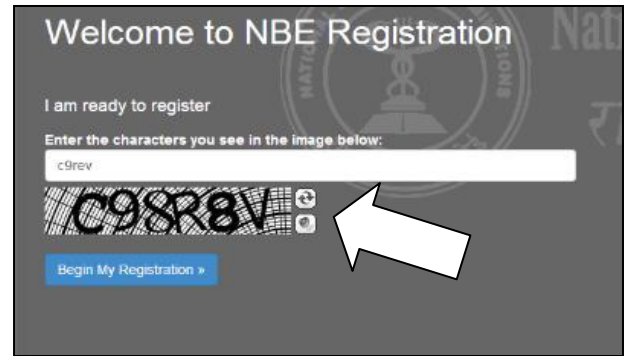 Welcome to NBE Registration
I am ready to register
Enter the characters you see in the image below:
c9rev
Begin My Registration »